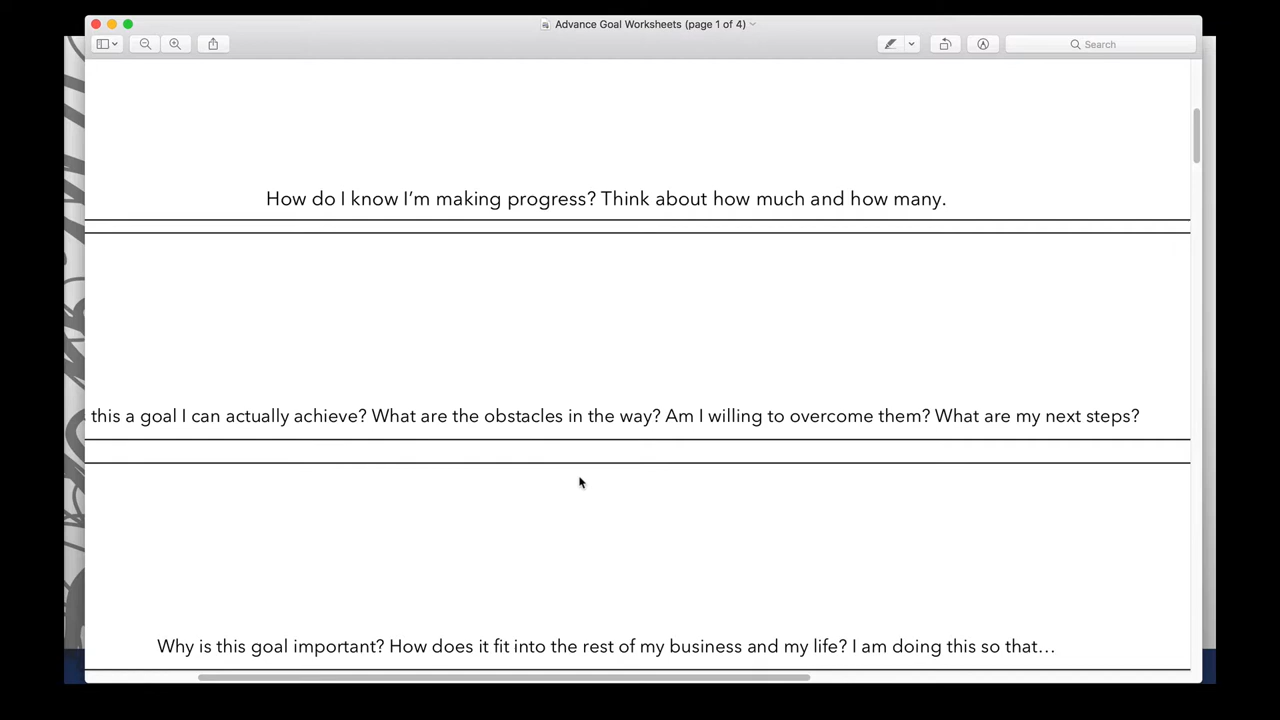 Advance Goal Worksheets (page 1 of 4)
Search
How do I know I’m making progress? Think about how much and how many.
this a goal I can actually achieve? What are the obstacles in the way? Am I willing to overcome them? What are my next steps?
Why is this goal important? How does it fit into the rest of my business and my life? I am doing this so that…